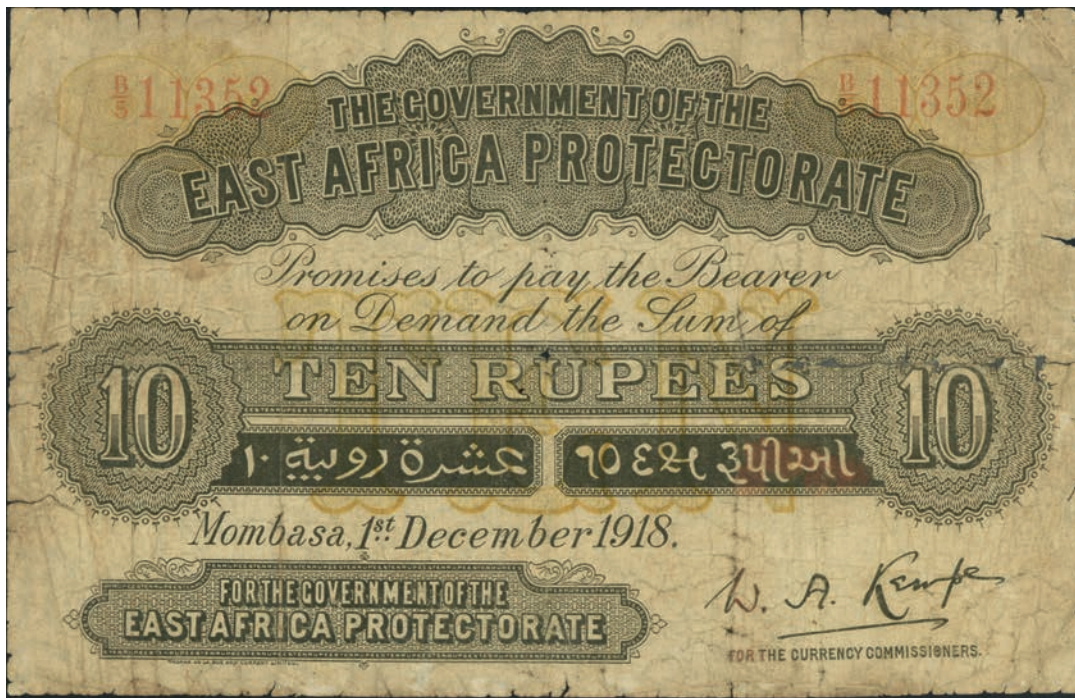 B/5 11352 B/5 11352
THE GOVERNMENT OF THE
EAST AFRICA PROTECTORATE
Promises to pay the Bearer
on Demand the Sum of
TEN RUPEES
10 10
عشرة روبية ١٠ ૧૦ દશ રૂપીઆ
Mombasa, 1st December 1918.
FOR THE GOVERNMENT OF THE
EAST AFRICA PROTECTORATE
W. A. Kempe
FOR THE CURRENCY COMMISSIONERS.